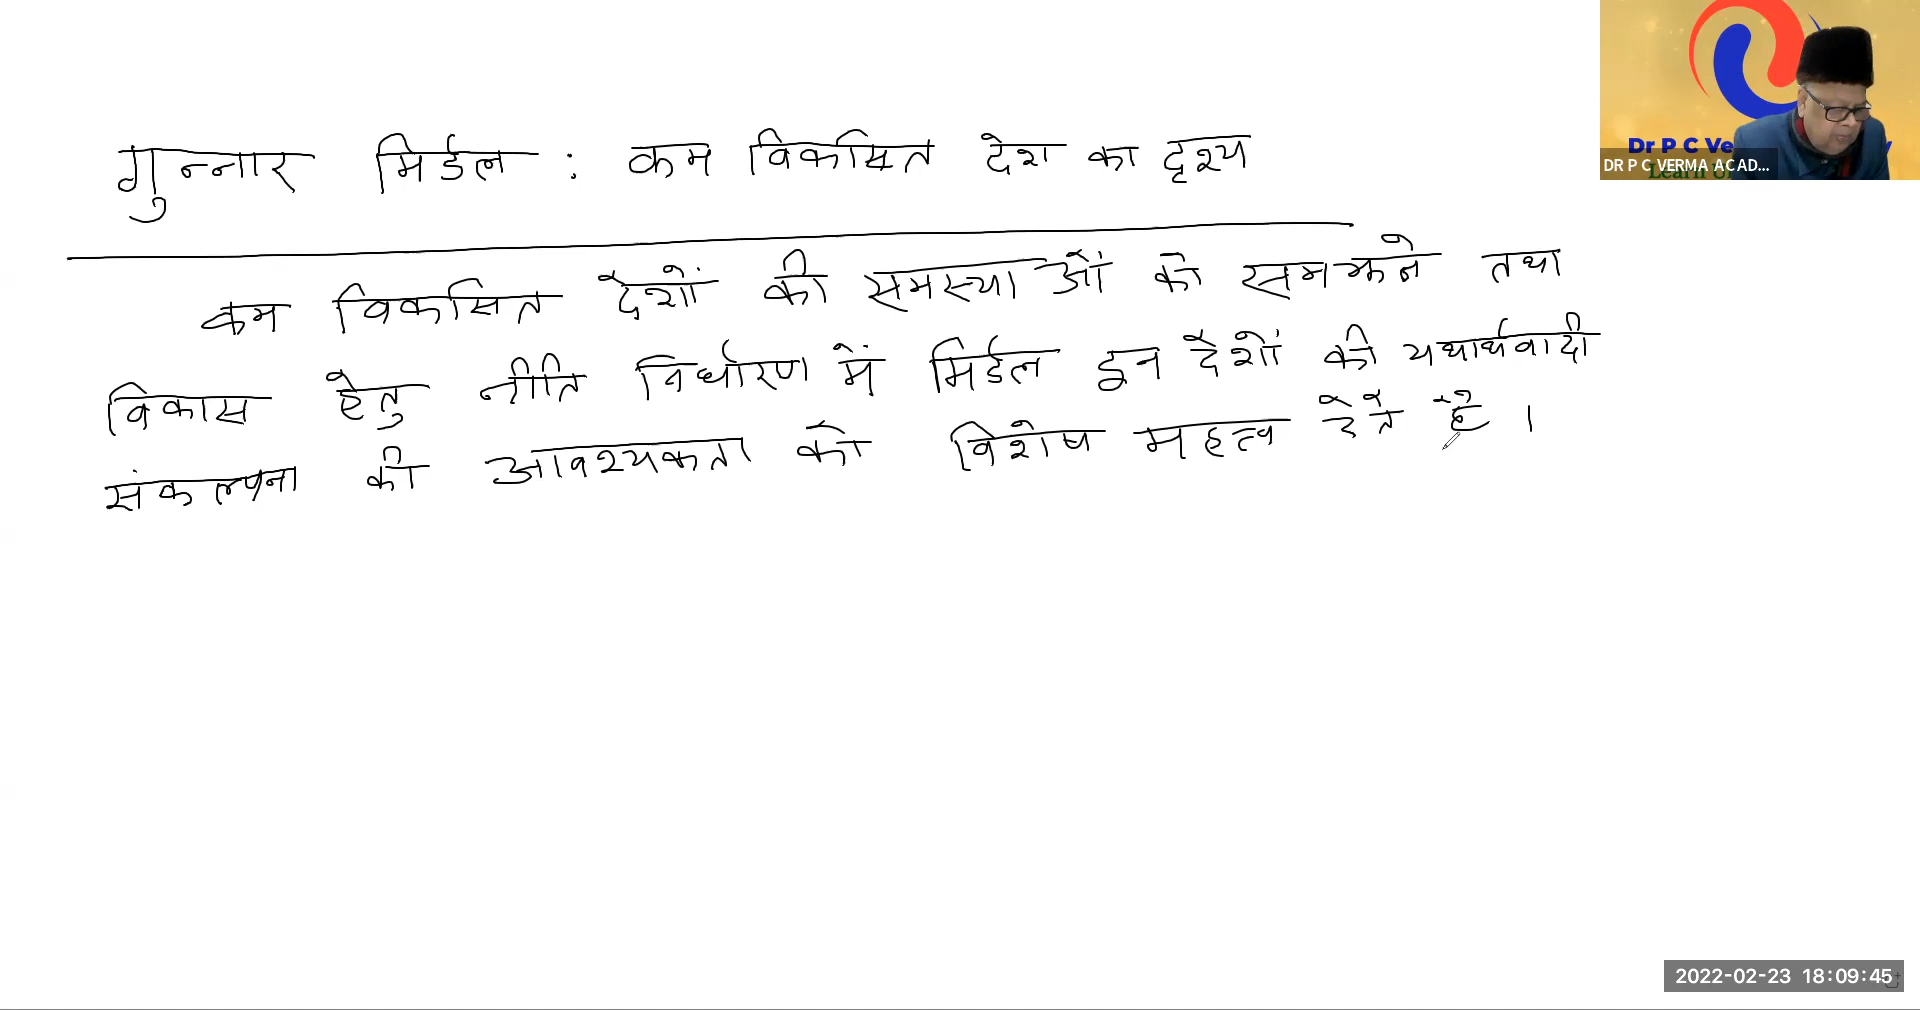 गुन्नार मिर्डल : कम विकसित देश का दृश्य
कम विकसित देशों की समस्याओं को समझने तथा
विकास हेतु नीति निर्धारण में मिर्डल इन देशों की यथार्थवादी
संकल्पना की आवश्यकता को विशेष महत्व देते है ।
Dr P C Ve
DR P C VERMA ACAD...
Learn
2022-02-23 18:09:45